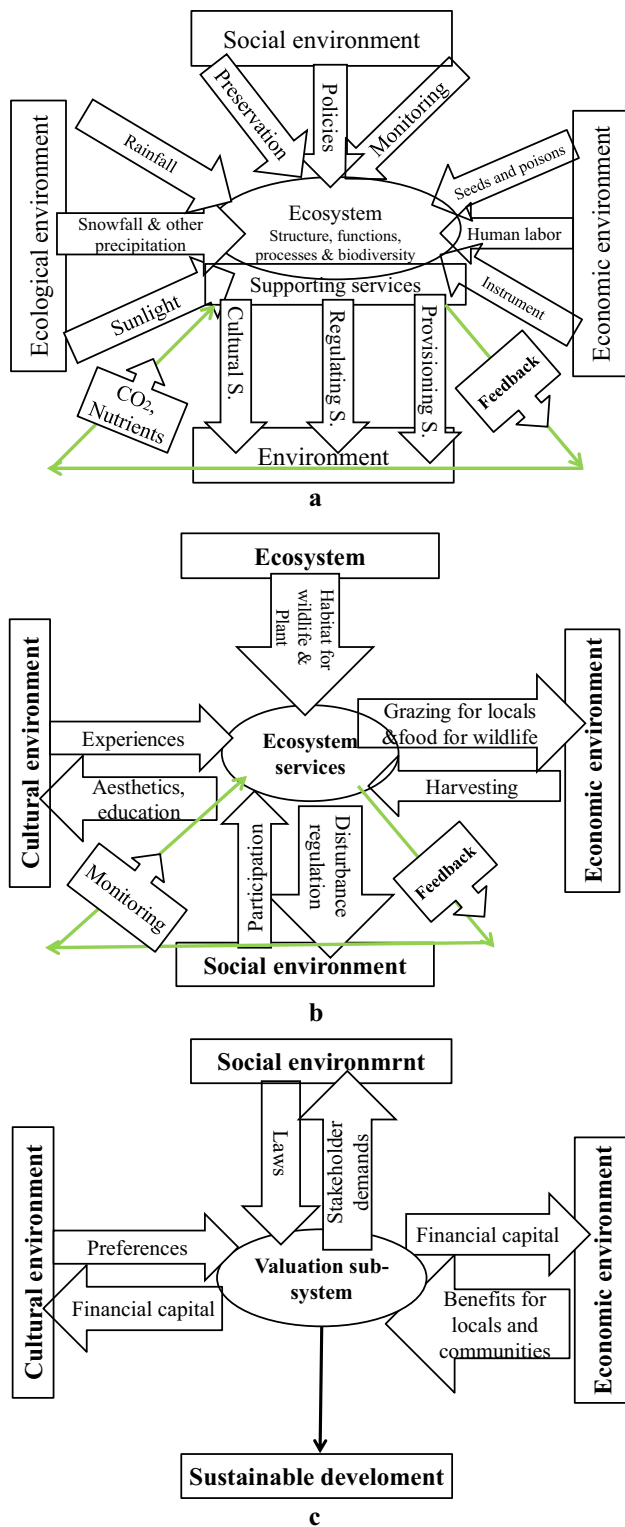 Social environment
Preservation
Policies
Monitoring
Ecological environment
Rainfall
Snowfall & other
precipitation
Sunlight
Ecosystem
Structure, functions,
processes & biodiversity
Supporting services
Seeds and poisons
Human labor
Instrument
Economic environment
CO2,
Nutrients
Cultural S.
Regulating S.
Provisioning S.
Feedback
Environment
a
Ecosystem
Habitat for
wildlife &
Plant
Cultural environment
Experiences
Aesthetics,
education
Ecosystem
services
Grazing for locals
&food for wildlife
Harvesting
Economic environment
Monitoring
Participation
Disturbance
regulation
Feedback
Social environment
b
Social environmrnt
Laws
Stakeholder
demands
Cultural environment
Preferences
Financial capital
Valuation sub-
system
Financial capital
Benefits for
locals and
communities
Economic environment
Sustainable develoment
c